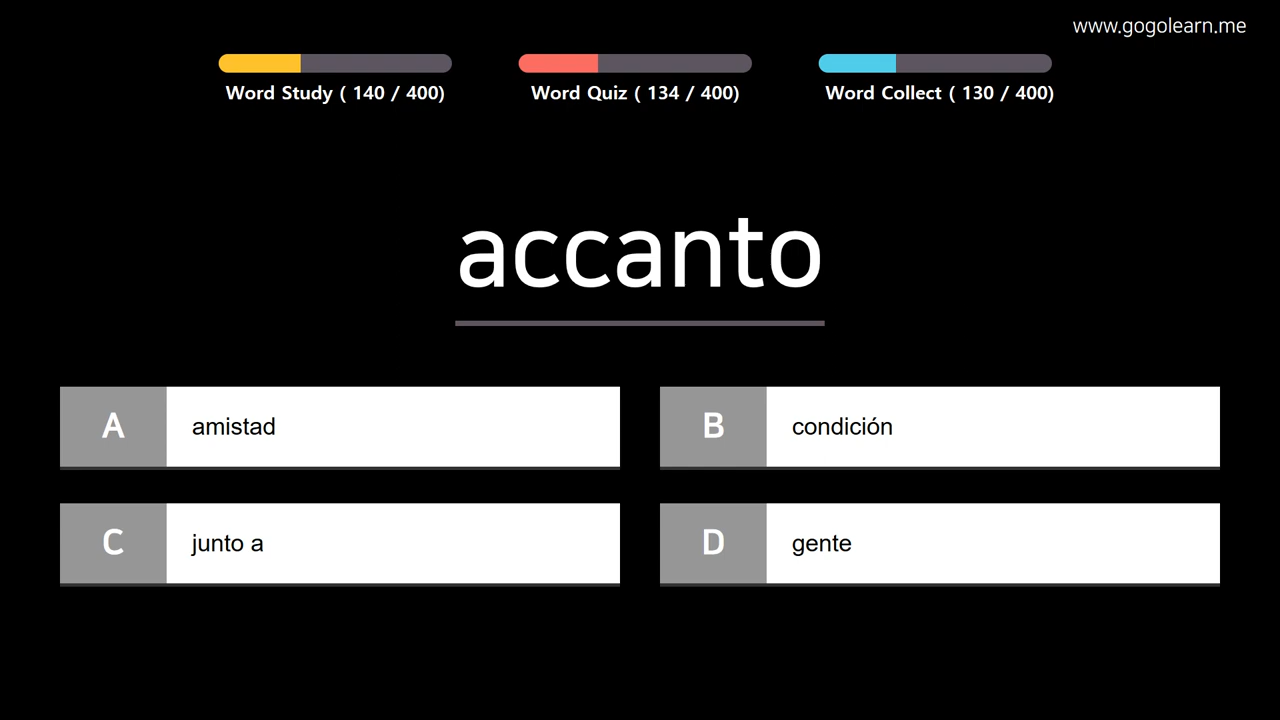 www.gogolearn.me
Word Study ( 140 / 400)
Word Quiz ( 134 / 400)
Word Collect ( 130 / 400)
accanto
A
amistad
B
condición
C
junto a
D
gente